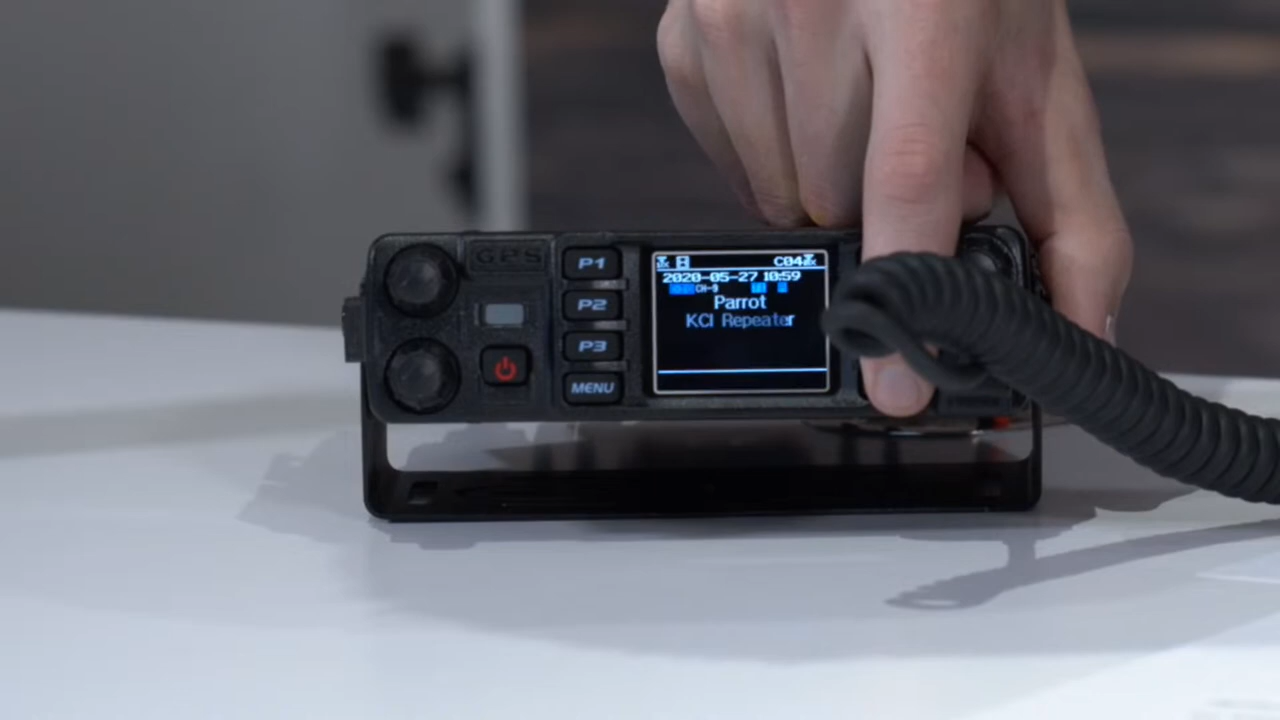 GPS
P1
P2
P3
MENU
C04
2020-05-27 10:59
CH-9
Parrot
KCI Repeater